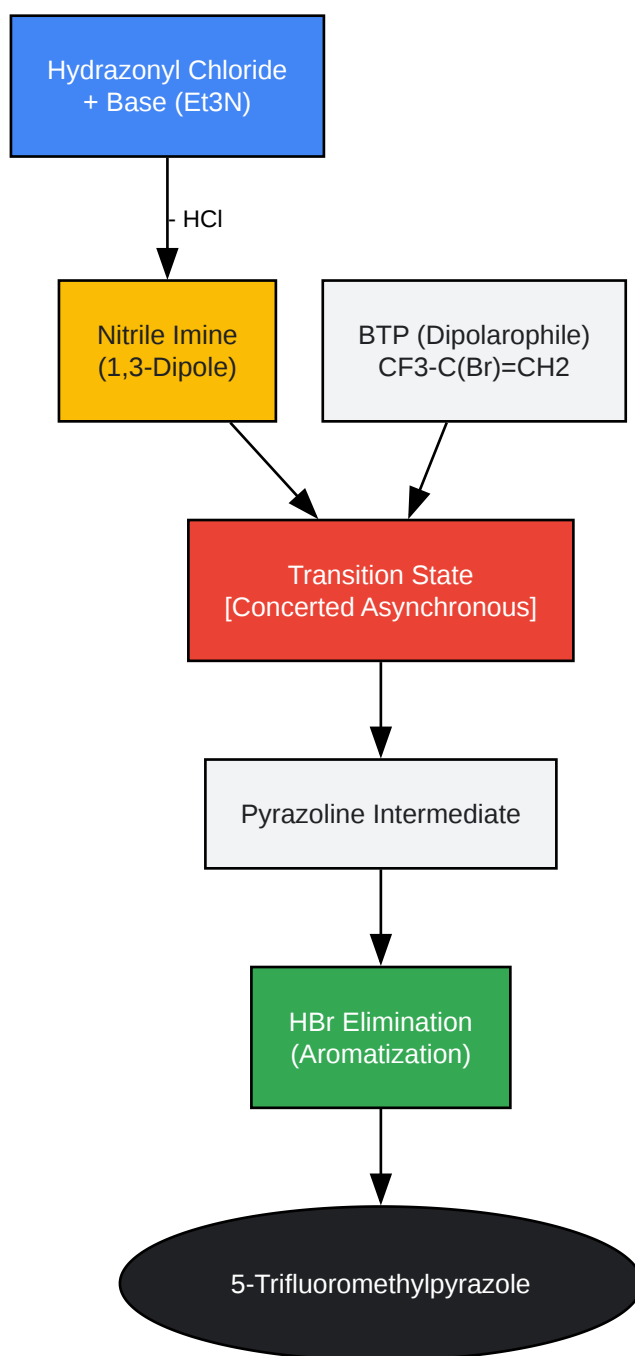 Hydrazonyl Chloride
+ Base (Et3N)
- HCl
Nitrile Imine
(1,3-Dipole)
BTP (Dipolarophile)
CF3-C(Br)=CH2
Transition State
[Concerted Asynchronous]
Pyrazoline Intermediate
HBr Elimination
(Aromatization)
5-Trifluoromethylpyrazole